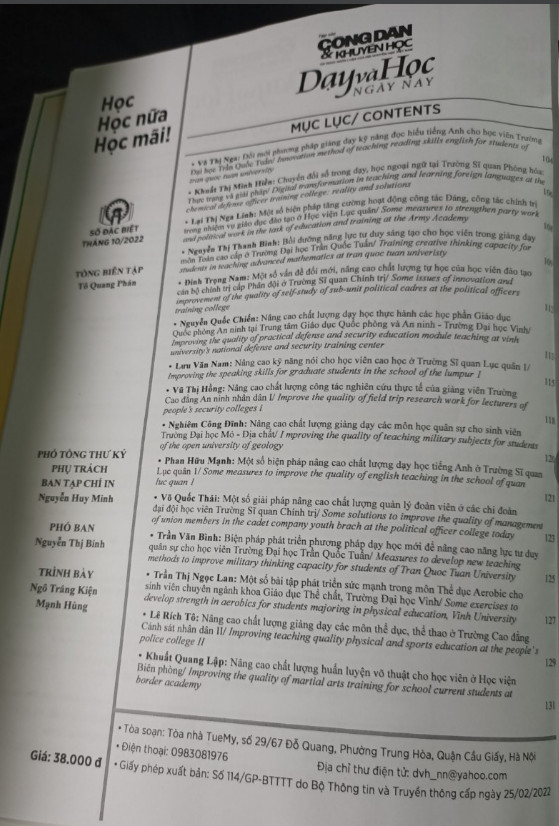 Học
Học nữa
Học mãi!
SỐ ĐẶC BIỆT
THÁNG 10/2022
TỔNG BIÊN TẬP
Tô Quang Phán
PHÓ TỔNG THƯ KÝ
PHỤ TRÁCH
BAN TẠP CHÍ IN
Nguyễn Huy Minh
PHÓ BAN
Nguyễn Thị Bình
TRÌNH BÀY
Ngô Tráng Kiện
Mạnh Hùng
Giá: 38.000 đ
CÔNG DÂN
& KHUYẾN HỌC
Dạy và Học
NGÀY NAY
MỤC LỤC/ CONTENTS
• Võ Thị Nga: Đổi mới phương pháp giảng dạy kỹ năng đọc hiểu tiếng Anh cho học viên Trường
Đại học Trần Quốc Tuấn/ Innovation method of teaching reading skills english for students of
tran quoc tuan university
• Khuất Thị Minh Hiền: Chuyển đổi số trong dạy, học ngoại ngữ tại Trường Sĩ quan Phòng hóa:
Thực trạng và giải pháp/ Digital transformation in teaching and learning foreign languages at the
chemical defense officer training college: reality and solutions
• Lại Thị Nga Linh: Một số biện pháp tăng cường hoạt động công tác Đảng, công tác chính trị
trong nhiệm vụ giáo dục đào tạo ở Học viện Lục quân/ Some measures to strengthen party work
and political work in the task of education and training at the Army Academy
• Nguyễn Thị Thanh Bình: Bồi dưỡng năng lực tư duy sáng tạo cho học viên trong giảng dạy
môn Toán cao cấp ở Trường Đại học Trần Quốc Tuấn/ Training creative thinking capacity for
students in teaching advanced mathematics at tran quoc tuan univeristy
• Đinh Trọng Nam: Một số vấn đề đổi mới, nâng cao chất lượng tự học của học viên đào tạo
cán bộ chính trị cấp Phân đội ở Trường Sĩ quan Chính trị/ Some issues of innovation and
improvement of the quality of self-study of sub-unit political cadres at the political officers
training college
112
• Nguyễn Quốc Chiến: Nâng cao chất lượng dạy học thực hành các học phần Giáo dục
Quốc phòng An ninh tại Trung tâm Giáo dục Quốc phòng và An ninh - Trường Đại học Vinh/
Improving the quality of practical defense and security education module teaching at vinh
university's national defense and security training center
• Lưu Văn Nam: Nâng cao kỹ năng nói cho học viên cao học ở Trường Sĩ quan Lục quân 1/
Improving the speaking skills for graduate students in the school of the lumpur 1
115
• Vũ Thị Hồng: Nâng cao chất lượng công tác nghiên cứu thực tế của giảng viên Trường
Cao đẳng An ninh nhân dân I/ Improve the quality of field trip research work for lecturers of
people's security colleges i
118
• Nghiêm Công Đình: Nâng cao chất lượng giảng dạy các môn học quân sự cho sinh viên
Trường Đại học Mỏ - Địa chất/ I mproving the quality of teaching military subjects for students
of the open university of geology
120
• Phan Hữu Mạnh: Một số biện pháp nâng cao chất lượng dạy học tiếng Anh ở Trường Sĩ quan
Lục quân 1/ Some measures to improve the quality of english teaching in the school of quan
luc quan 1
121
• Võ Quốc Thái: Một số giải pháp nâng cao chất lượng quản lý đoàn viên ở các chi đoàn
đại đội học viên Trường Sĩ quan Chính trị/ Some solutions to improve the quality of management
of union members in the cadet company youth brach at the political officer college today
123
• Trần Văn Bình: Biện pháp phát triển phương pháp dạy học mới để nâng cao năng lực tư duy
quân sự cho học viên Trường Đại học Trần Quốc Tuấn/ Measures to develop new teaching
methods to improve military thinking capacity for students of Tran Quoc Tuan University
125
• Trần Thị Ngọc Lan: Một số bài tập phát triển sức mạnh trong môn Thể dục Aerobic cho
sinh viên chuyên ngành khoa Giáo dục Thể chất, Trường Đại học Vinh/ Some exercises to
develop strength in aerobics for students majoring in physical education, Vinh University
127
• Lê Rích Tô: Nâng cao chất lượng giảng dạy các môn thể dục, thể thao ở Trường Cao đẳng
Cảnh sát nhân dân II/ Improving teaching quality physical and sports education at the people's
police college II
129
• Khuất Quang Lập: Nâng cao chất lượng huấn luyện võ thuật cho học viên ở Học viện
Biên phòng/ Improving the quality of martial arts training for school current students at
border academy
131
• Tòa soạn: Tòa nhà TueMy, số 29/67 Đỗ Quang, Phường Trung Hòa, Quận Cầu Giấy, Hà Nội
• Điện thoại: 0983081976 Địa chỉ thư điện tử: dvh_nn@yahoo.com
• Giấy phép xuất bản: Số 114/GP-BTTTT do Bộ Thông tin và Truyền thông cấp ngày 25/02/2022